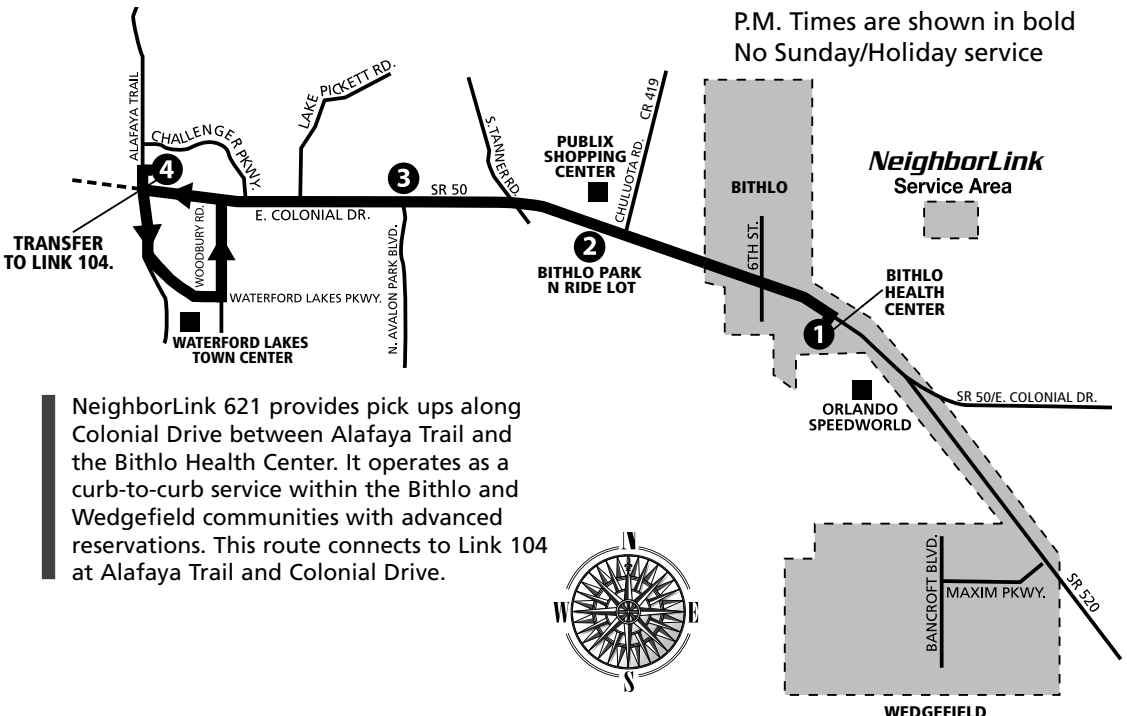 P.M. Times are shown in bold
No Sunday/Holiday service
ALAFAYA TRAIL
CHALLENGER PKWY.
LAKE PICKETT RD.
S. TANNER RD.
PUBLIX
SHOPPING
CENTER
CHULUOTA RD.
CR 419
BITHLO
NeighborLink
Service Area
4
3
SR 50
E. COLONIAL DR.
TRANSFER
TO LINK 104.
WOODBURY RD.
WATERFORD LAKES PKWY.
WATERFORD LAKES
TOWN CENTER
N. AVALON PARK BLVD.
2
BITHLO PARK
N RIDE LOT
6TH ST.
BITHLO
HEALTH
CENTER
1
ORLANDO
SPEEDWORLD
SR 50/E. COLONIAL DR.
NeighborLink 621 provides pick ups along
Colonial Drive between Alafaya Trail and
the Bithlo Health Center. It operates as a
curb-to-curb service within the Bithlo and
Wedgefield communities with advanced
reservations. This route connects to Link 104
at Alafaya Trail and Colonial Drive.
N
W
E
S
BANCROFT BLVD.
MAXIM PKWY.
SR 520
WEDGEFIELD